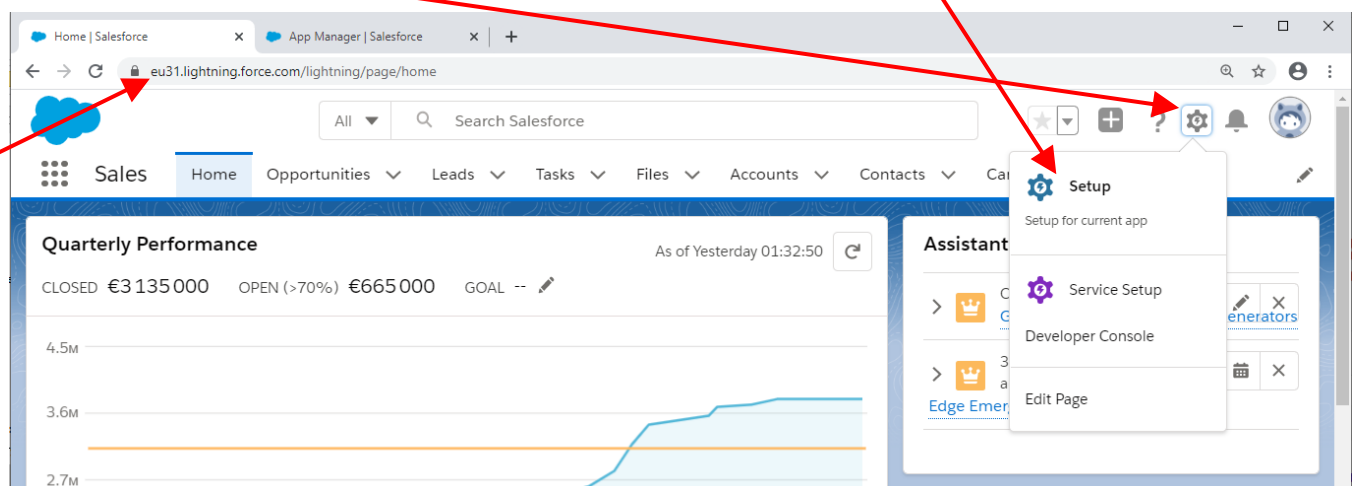 Home | Salesforce
App Manager | Salesforce
eu31.lightning.force.com/lightning/page/home
All
Search Salesforce
Sales
Home Opportunities Leads Tasks Files Accounts Contacts
Setup
Setup for current app
Service Setup
Developer Console
Edit Page
Quarterly Performance
As of Yesterday 01:32:50
CLOSED €3 135 000 OPEN (>70%) €665 000 GOAL --
4.5M
3.6M
2.7M
Assistant
enerators
Edge Emer